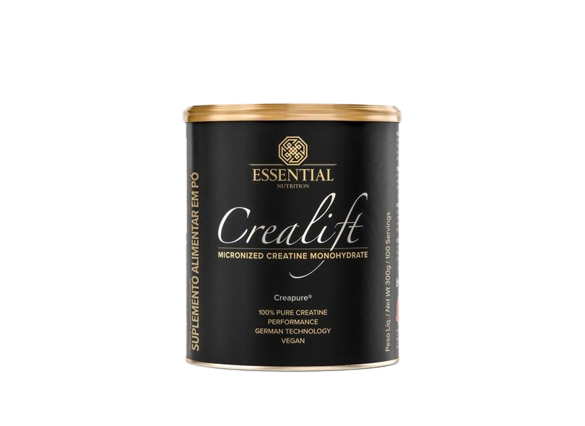 ESSENTIAL
NUTRITION
Crealift
MICRONIZED CREATINE MONOHYDRATE
Creapure®
100% PURE CREATINE
PERFORMANCE
GERMAN TECHNOLOGY
VEGAN
SUPLEMENTO ALIMENTAR EM PÓ
Peso Líq. / Net Wt 300g / 100 Servings